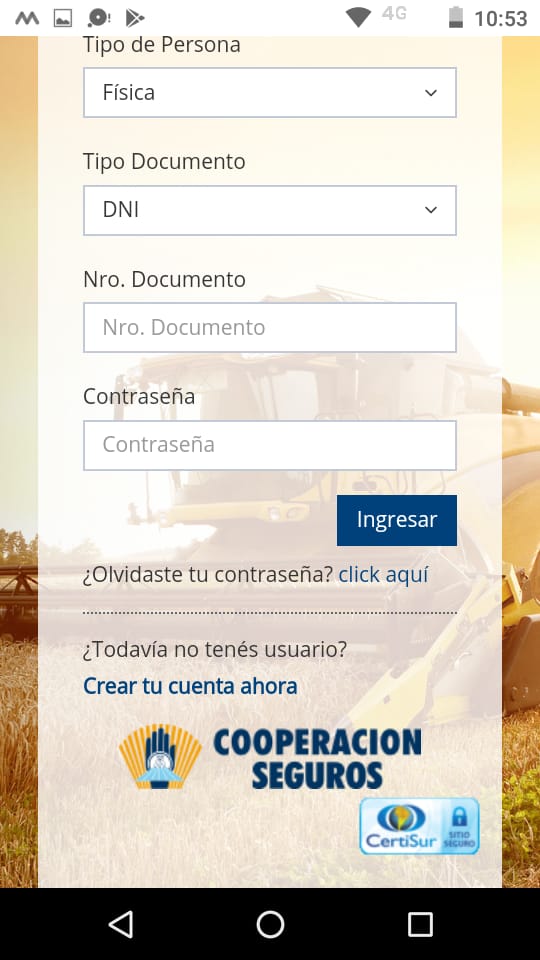 4G 10:53
Tipo de Persona
Física
Tipo Documento
DNI
Nro. Documento
Nro. Documento
Contraseña
Contraseña
Ingresar
¿Olvidaste tu contraseña? click aquí
¿Todavía no tenés usuario?
Crear tu cuenta ahora
COOPERACION
SEGUROS
CertiSur SITIO
SEGURO